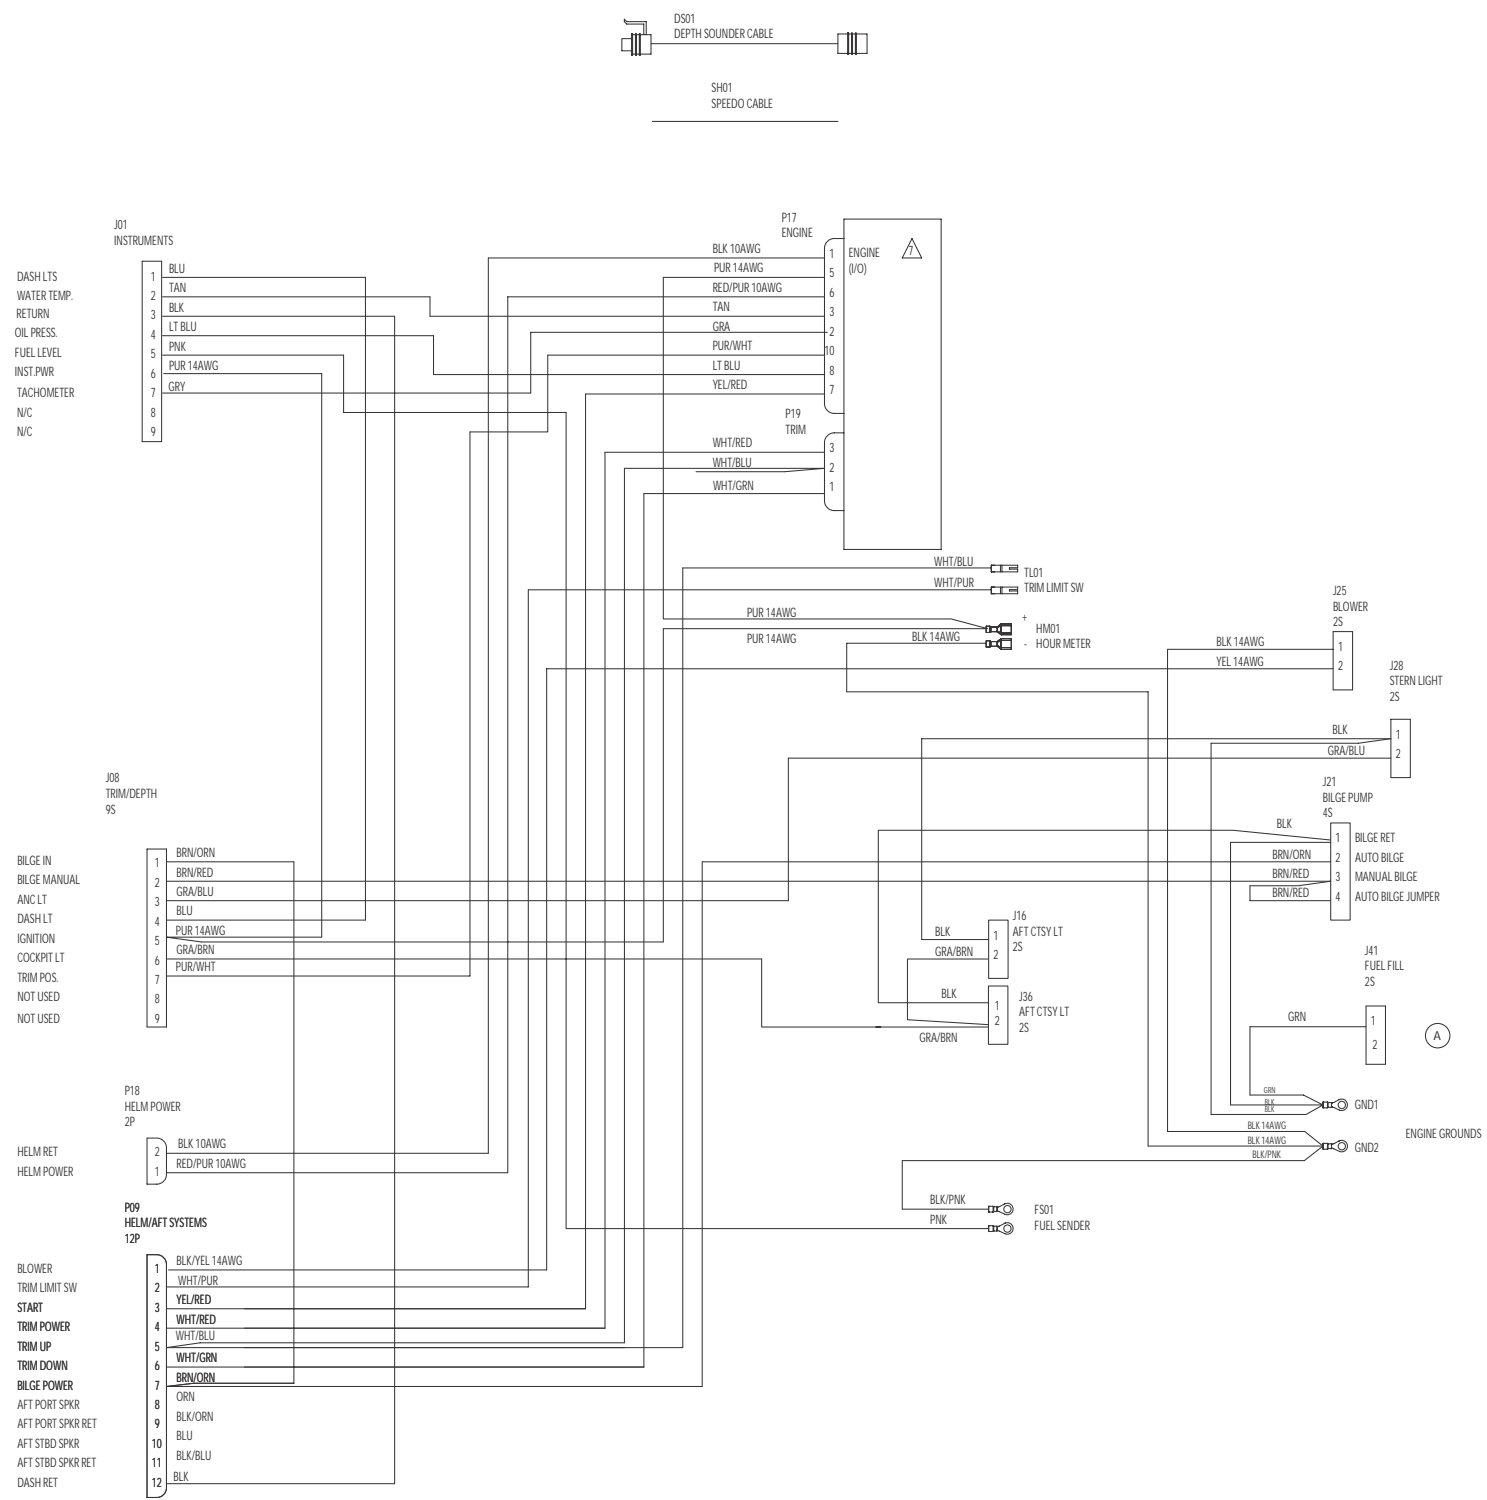 DS01
DEPTH SOUNDER CABLE
SH01
SPEEDO CABLE
J01
INSTRUMENTS
DASH LTS 1 BLU
WATER TEMP. 2 TAN
RETURN 3 BLK
OIL PRESS. 4 LT BLU
FUEL LEVEL 5 PNK
INST.PWR 6 PUR 14AWG
TACHOMETER 7 GRY
N/C 8
N/C 9
P17
ENGINE
ENGINE
(I/O)
7
BLK 10AWG 1
PUR 14AWG 5
RED/PUR 10AWG 6
TAN 3
GRA 2
PUR/WHT 10
LT BLU 8
YEL/RED 7
P19
TRIM
WHT/RED 3
WHT/BLU 2
WHT/GRN 1
WHT/BLU
WHT/PUR
TL01
TRIM LIMIT SW
PUR 14AWG
PUR 14AWG
BLK 14AWG
+
HM01
- HOUR METER
J25
BLOWER
2S
BLK 14AWG 1
YEL 14AWG 2
J28
STERN LIGHT
2S
BLK 1
GRA/BLU 2
J21
BILGE PUMP
4S
BLK 1 BILGE RET
BRN/ORN 2 AUTO BILGE
BRN/RED 3 MANUAL BILGE
BRN/RED 4 AUTO BILGE JUMPER
J08
TRIM/DEPTH
9S
BILGE IN 1 BRN/ORN
BILGE MANUAL 2 BRN/RED
ANC LT 3 GRA/BLU
DASH LT 4 BLU
IGNITION 5 PUR 14AWG
COCKPIT LT 6 GRA/BRN
TRIM POS. 7 PUR/WHT
NOT USED 8
NOT USED 9
J16
AFT CTSY LT
2S
BLK 1
GRA/BRN 2
J36
AFT CTSY LT
2S
BLK 1
2
GRA/BRN
J41
FUEL FILL
2S
GRN 1
2
A
GRN
BLK
BLK
GND1
ENGINE GROUNDS
BLK 14AWG
BLK 14AWG
BLK/PNK
GND2
P18
HELM POWER
2P
HELM RET 2 BLK 10AWG
HELM POWER 1 RED/PUR 10AWG
BLK/PNK
PNK
FS01
FUEL SENDER
P09
HELM/AFT SYSTEMS
12P
BLOWER 1 BLK/YEL 14AWG
TRIM LIMIT SW 2 WHT/PUR
START 3 YEL/RED
TRIM POWER 4 WHT/RED
TRIM UP 5 WHT/BLU
TRIM DOWN 6 WHT/GRN
BILGE POWER 7 BRN/ORN
AFT PORT SPKR 8 ORN
AFT PORT SPKR RET 9 BLK/ORN
AFT STBD SPKR 10 BLU
AFT STBD SPKR RET 11 BLK/BLU
DASH RET 12 BLK